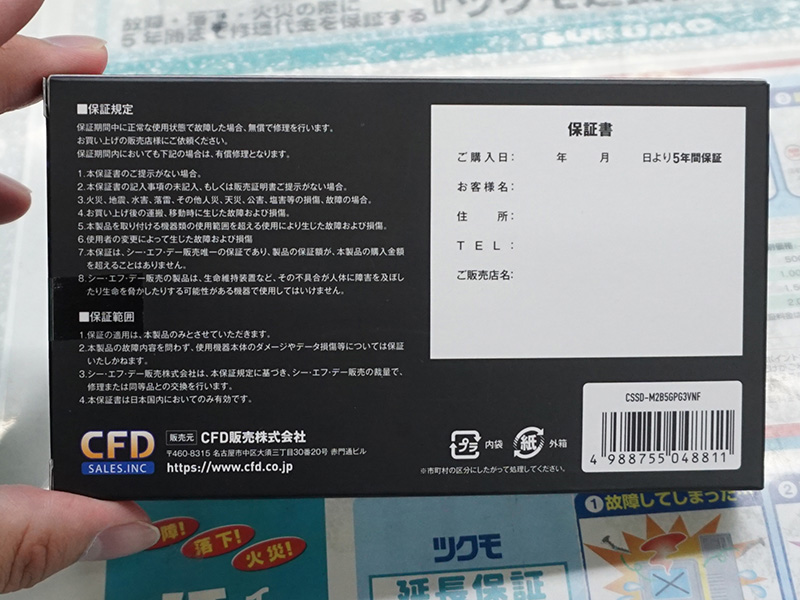 故障・落下・火災の際に
5年間まで修理代金を保証する『ツクモ
TSUKUMO
■保証規定
保証期間中に正常な使用状態で故障した場合、無償で修理を行います。
お買い上げの販売店様にご依頼ください。
保証期間内においても下記の場合は、有償修理となります。
1.本保証書のご提示がない場合。
2.本保証書の記入事項の未記入、もしくは販売証明書ご提示がない場合。
3.火災、地震、水害、落雷、その他人災、天災、公害、塩害等の損傷、故障の場合。
4.お買い上げ後の運搬、移動時に生じた故障および損傷。
5.本製品を取り付ける機器類の使用範囲を超える使用により生じた故障および損傷。
6.使用者の変更によって生じた故障および損傷
7.本保証は、シー・エフ・デー販売唯一の保証であり、製品の保証額が、本製品の購入金額
を超えることはありません。
8.シー・エフ・デー販売の製品は、生命維持装置など、その不具合が人体に障害を及ぼし
たり生命を脅かしたりする可能性がある機器で使用してはいけません。
■保証範囲
1.保証の適用は、本製品のみとさせていただきます。
2.本製品の故障内容を問わず、使用機器本体のダメージやデータ損傷等については保証
いたしかねます。
3.シー・エフ・デー販売株式会社は、本保証規定に基づき、シー・エフ・デー販売の裁量で、
修理または同等品との交換を行います。
4.本保証書は日本国内においてのみ有効です。
CFD
SALES.INC
販売元 CFD販売株式会社
〒460-8315 名古屋市中区大須三丁目30番20号 赤門通ビル
https://www.cfd.co.jp
保証書
ご購入日: 年 月 日より5年間保証
お客様名:
住 所:
TEL:
ご販売店名:
プラ 内袋 紙 外箱
※市町村の区分にしたがって処理してください。
CSSD-M2B5GPG3VNF
4 988755 048811
落下!
火災!
ツクモ
延長保証
1 故障してしまった
2